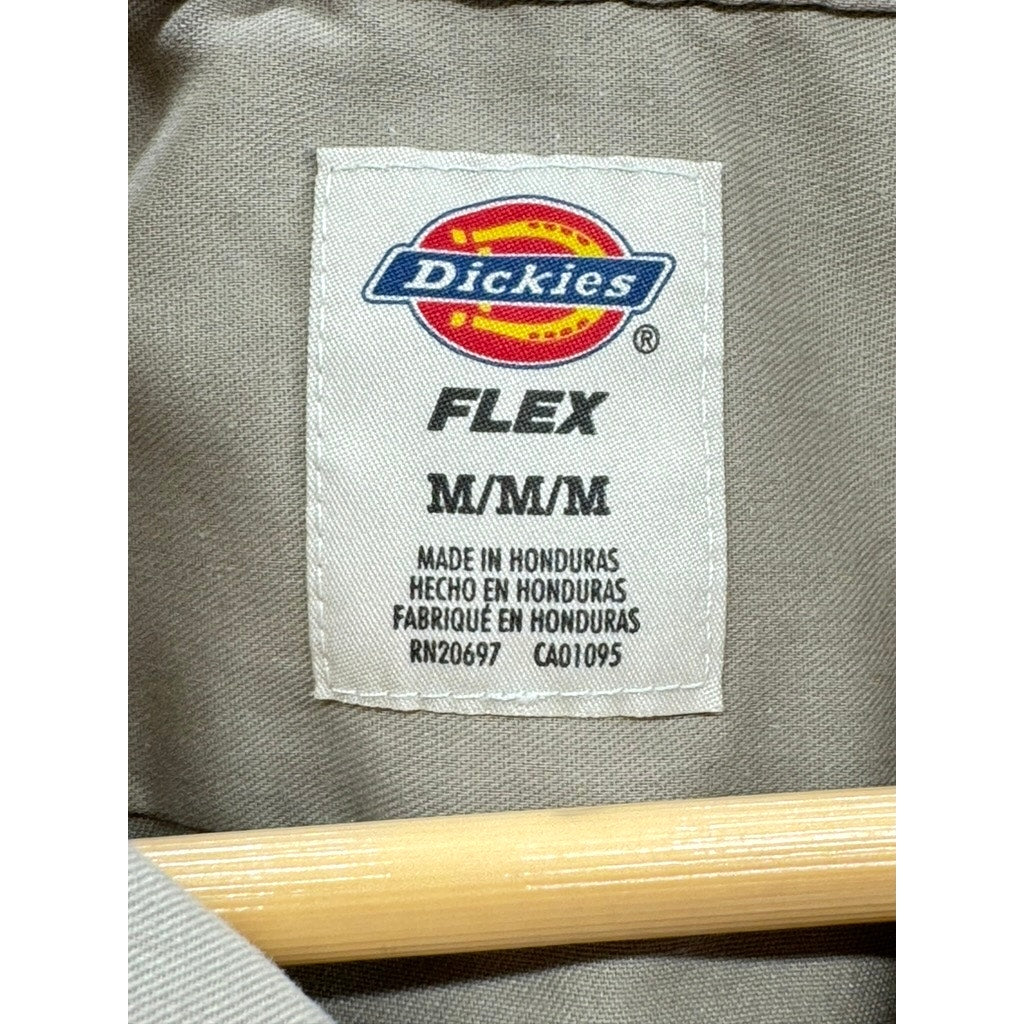 Dickies
®
FLEX
M/M/M
MADE IN HONDURAS
HECHO EN HONDURAS
FABRIQUÉ EN HONDURAS
RN20697 CA01095